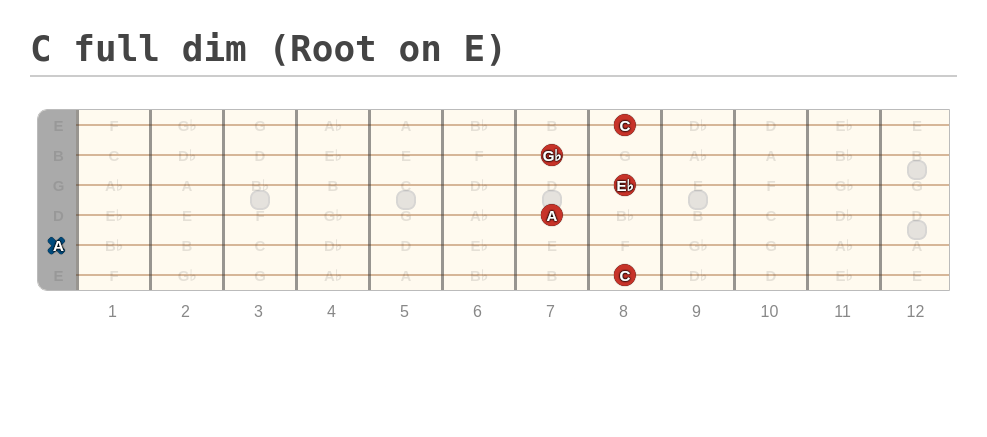 C full dim (Root on E)
E F G♭ G A♭ A B♭ B C D♭ D E♭ E
B C D♭ D E♭ E F G♭ G A♭ A B♭ B
G A♭ A B♭ B C D♭ D E♭ E F G♭ G
D E♭ E F G♭ G A♭ A B♭ B C D♭ D
A B♭ B C D♭ D E♭ E F G♭ G A♭ A
E F G♭ G A♭ A B♭ B C D♭ D E♭ E
1 2 3 4 5 6 7 8 9 10 11 12